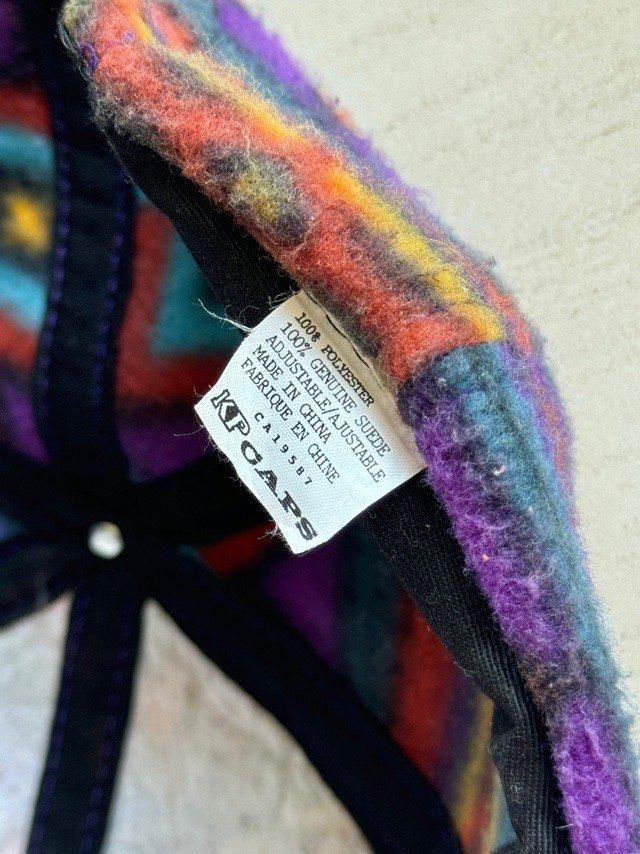 100% POLYESTER
100% GENUINE SUEDE
ADJUSTABLE/AJUSTABLE
MADE IN CHINA
FABRIQUE EN CHINE
CA19587
KPCAPS